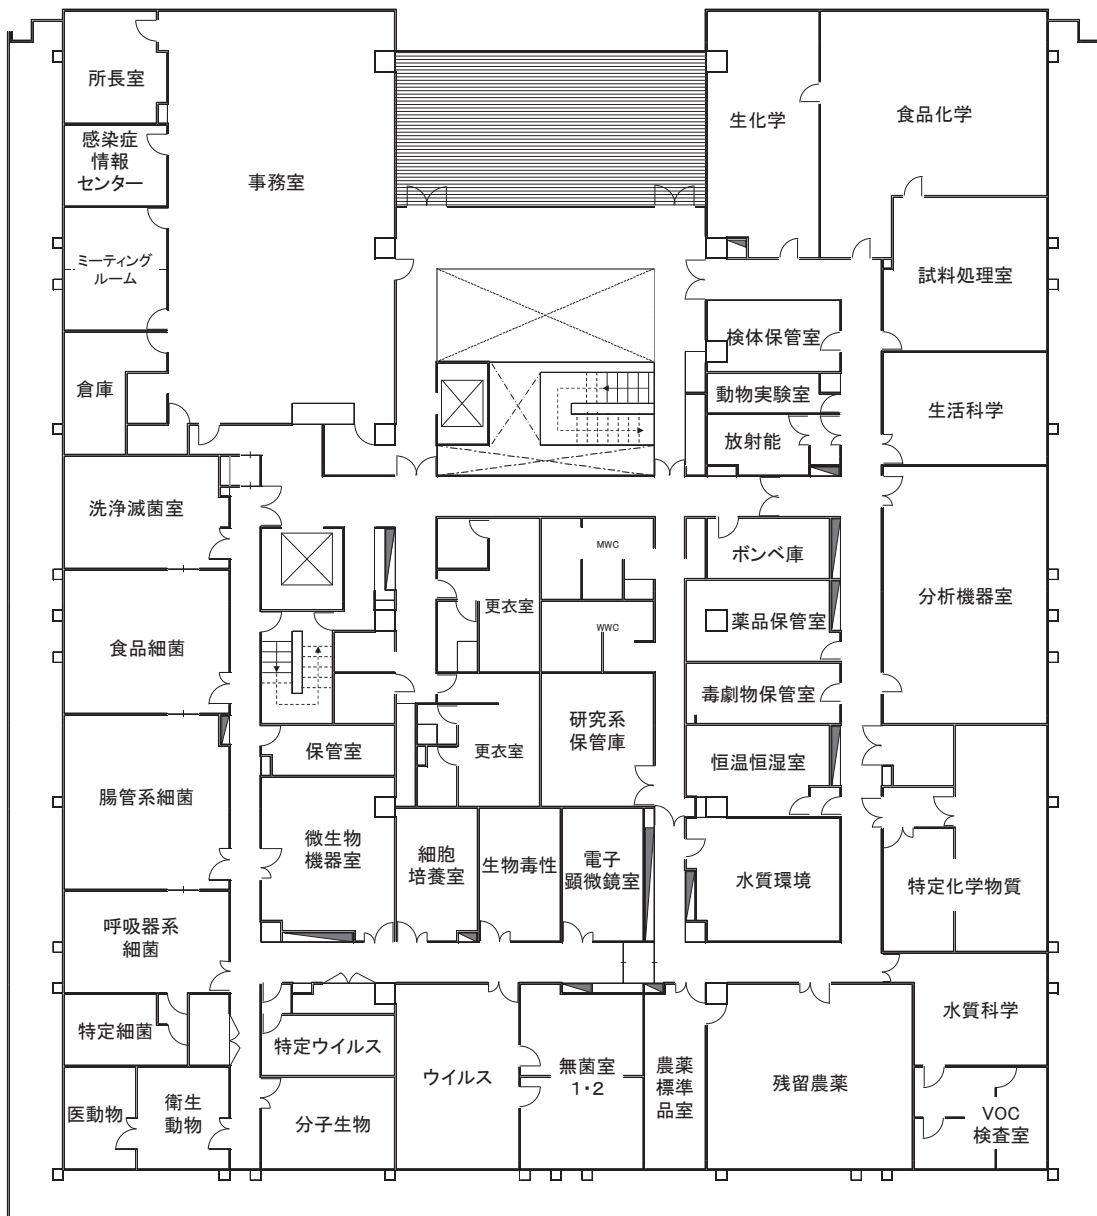 所長室
感染症
情報
センター
事務室
生化学
食品化学
ミーティング
ルーム
試料処理室
検体保管室
倉庫
動物実験室
生活科学
放射能
洗浄滅菌室
MWC
ボンベ庫
分析機器室
更衣室
食品細菌
WWC
薬品保管室
毒劇物保管室
研究系
保管庫
保管室
更衣室
恒温恒湿室
腸管系細菌
微生物
機器室
細胞
培養室
生物毒性
電子
顕微鏡室
水質環境
特定化学物質
呼吸器系
細菌
水質科学
特定細菌
特定ウイルス
ウイルス
無菌室
1・2
農薬
標準
品室
残留農薬
医動物
衛生
動物
分子生物
VOC
検査室